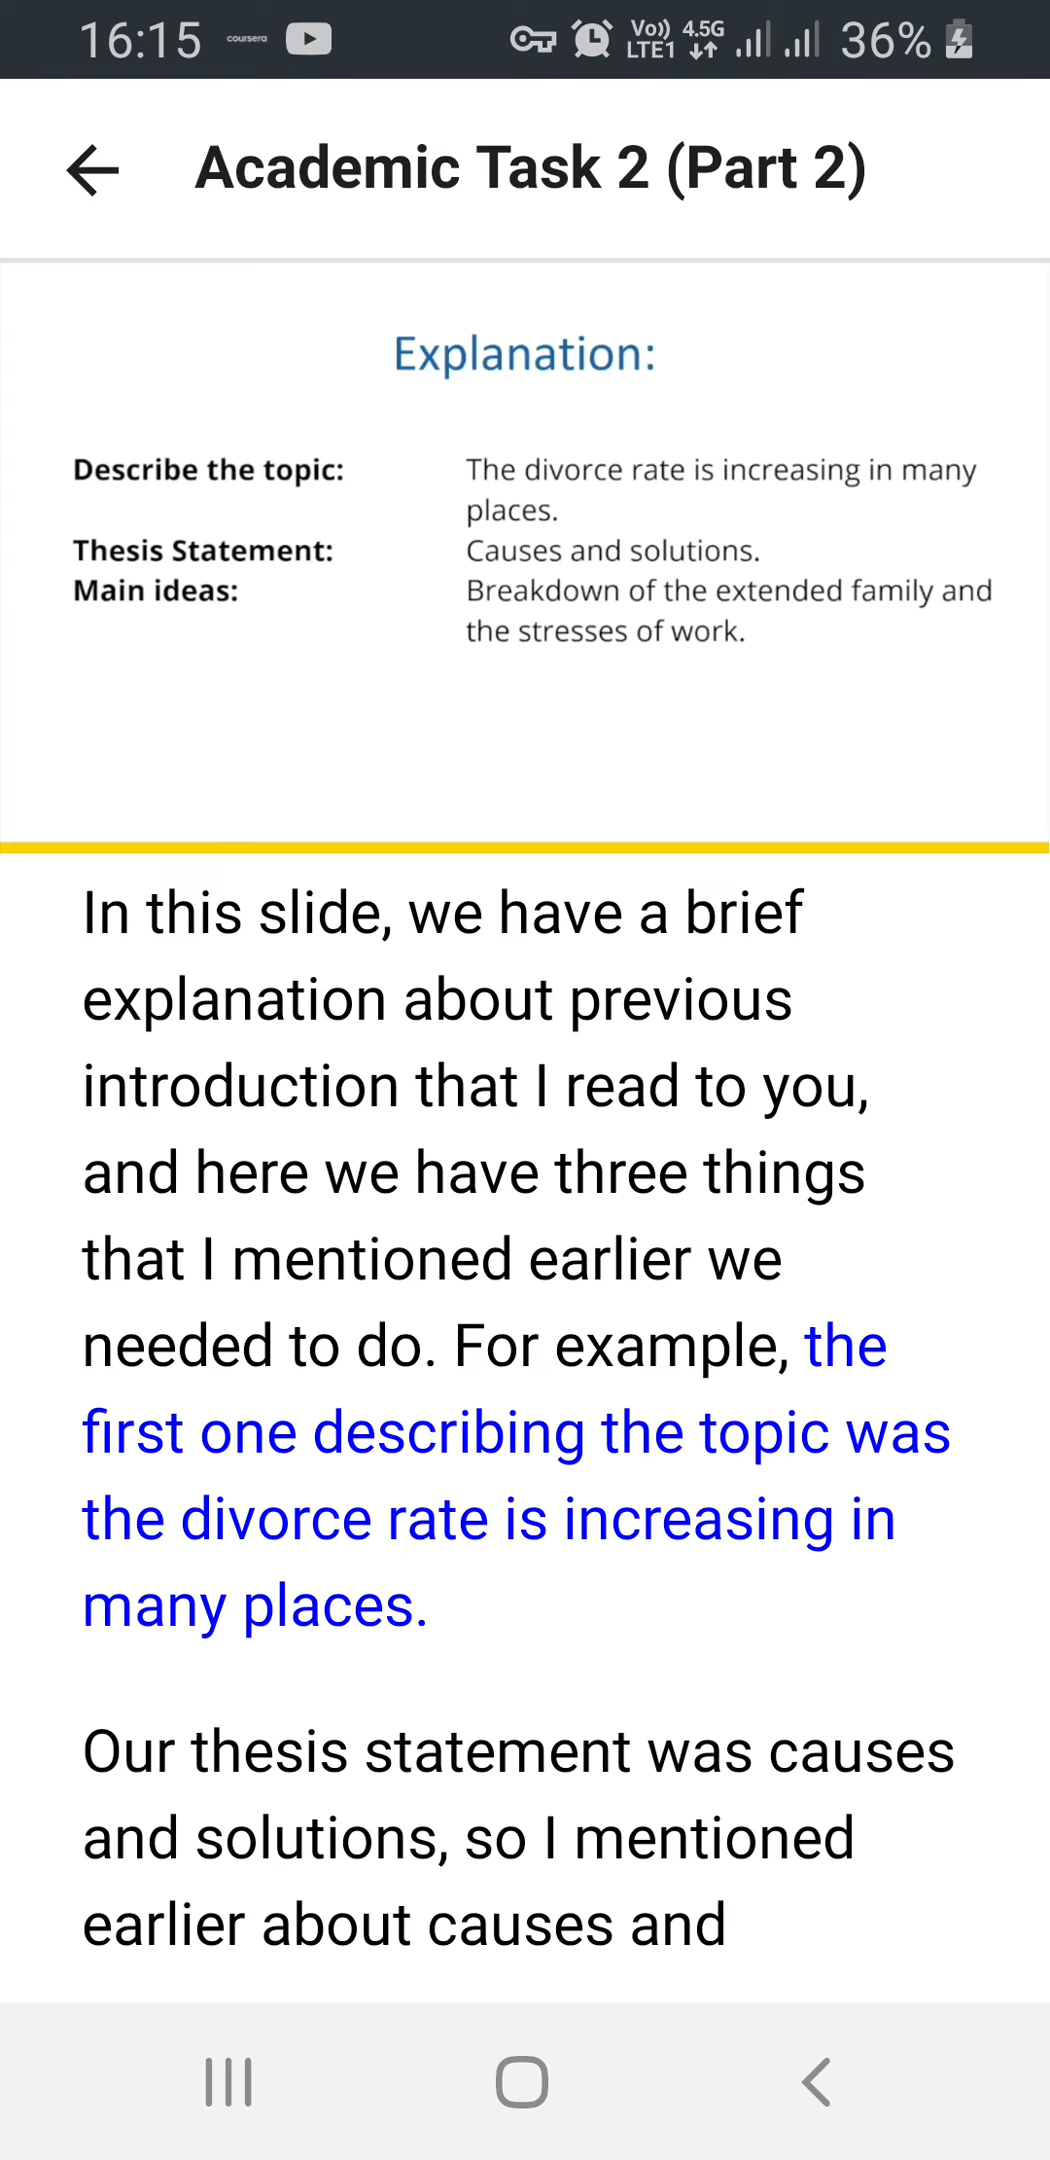 16:15 coursera Vo)) LTE1 4.5G 36%
Academic Task 2 (Part 2)
Explanation:
Describe the topic: The divorce rate is increasing in many
places.
Thesis Statement: Causes and solutions.
Main ideas: Breakdown of the extended family and
the stresses of work.
In this slide, we have a brief
explanation about previous
introduction that I read to you,
and here we have three things
that I mentioned earlier we
needed to do. For example, the
first one describing the topic was
the divorce rate is increasing in
many places.
Our thesis statement was causes
and solutions, so I mentioned
earlier about causes and